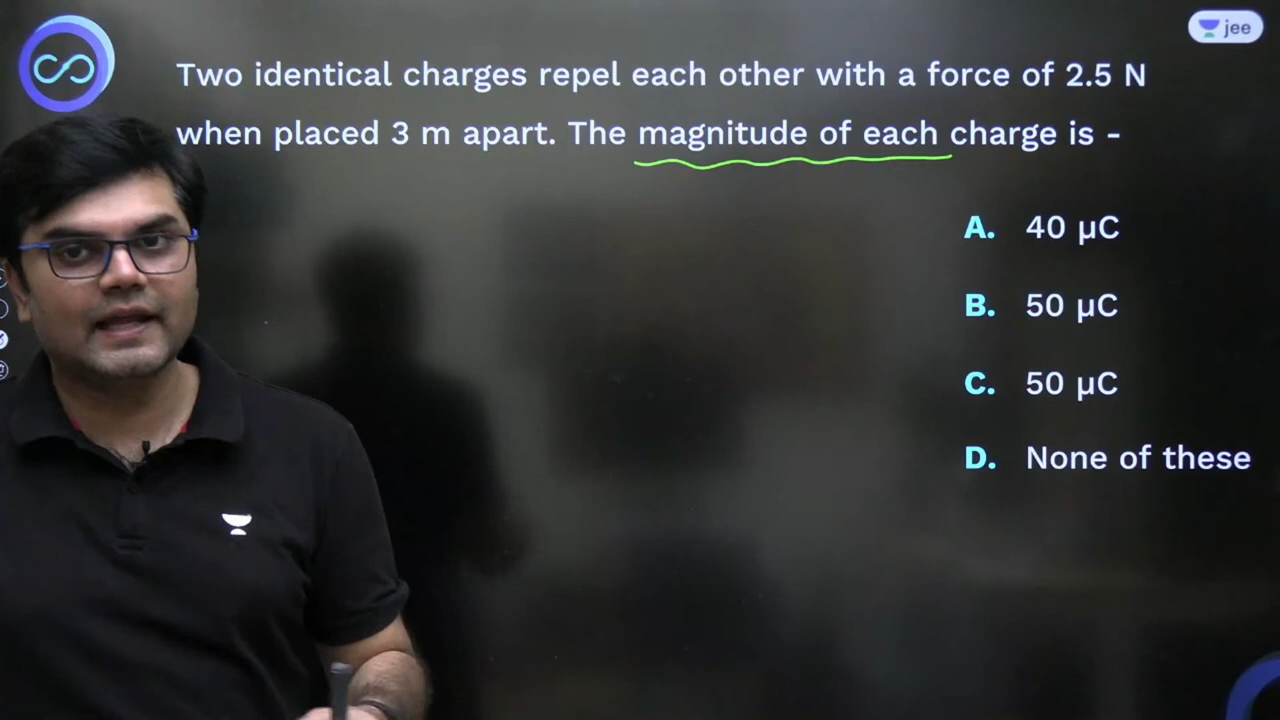 jee
Two identical charges repel each other with a force of 2.5 N
when placed 3 m apart. The magnitude of each charge is -
A. 40 μC
B. 50 μC
C. 50 μC
D. None of these